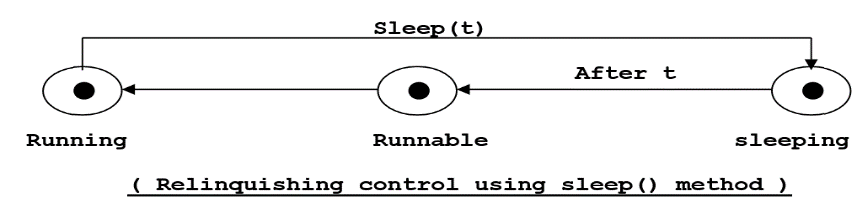 Sleep(t)
After t
Running Runnable sleeping
( Relinquishing control using sleep() method )